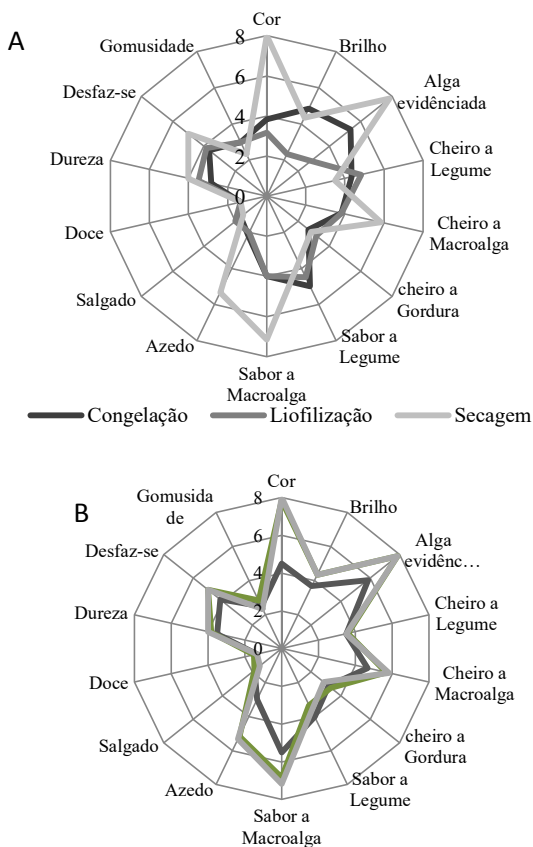 A
Cor
Brilho
Alga
evidênciada
Cheiro a
Legume
Cheiro a
Macroalga
cheiro a
Gordura
Sabor a
Legume
Sabor a
Macroalga
Azedo
Salgado
Doce
Dureza
Desfaz-se
Gomusidade
8
6
4
2
0
Congelação Liofilização Secagem
B
Cor
Brilho
Alga
evidênc…
Cheiro a
Legume
Cheiro a
Macroalga
cheiro a
Gordura
Sabor a
Legume
Sabor a
Macroalga
Azedo
Salgado
Doce
Dureza
Desfaz-se
Gomusida
de
8
6
4
2
0